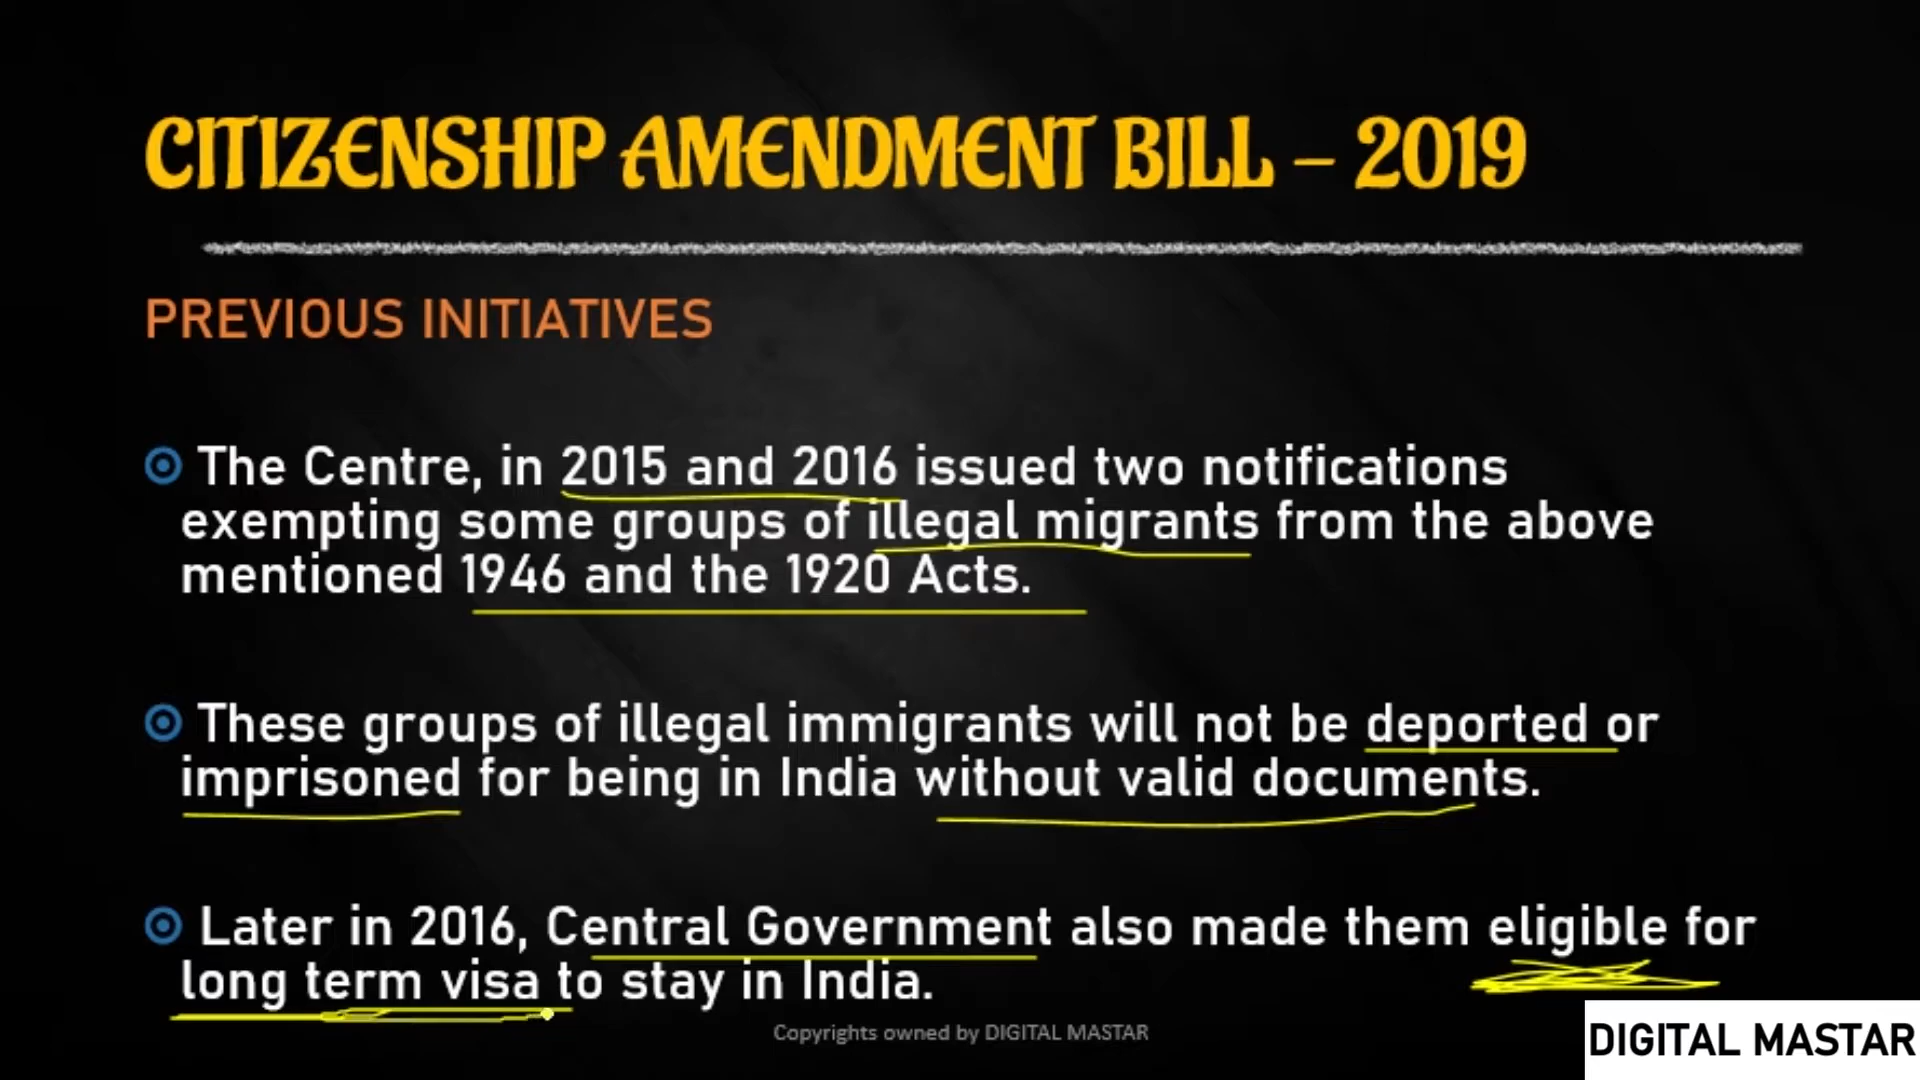 CITIZENSHIP AMENDMENT BILL – 2019
PREVIOUS INITIATIVES
The Centre, in 2015 and 2016 issued two notifications
exempting some groups of illegal migrants from the above
mentioned 1946 and the 1920 Acts.
These groups of illegal immigrants will not be deported or
imprisoned for being in India without valid documents.
Later in 2016, Central Government also made them eligible for
long term visa to stay in India.
Copyrights owned by DIGITAL MASTAR
DIGITAL MASTAR